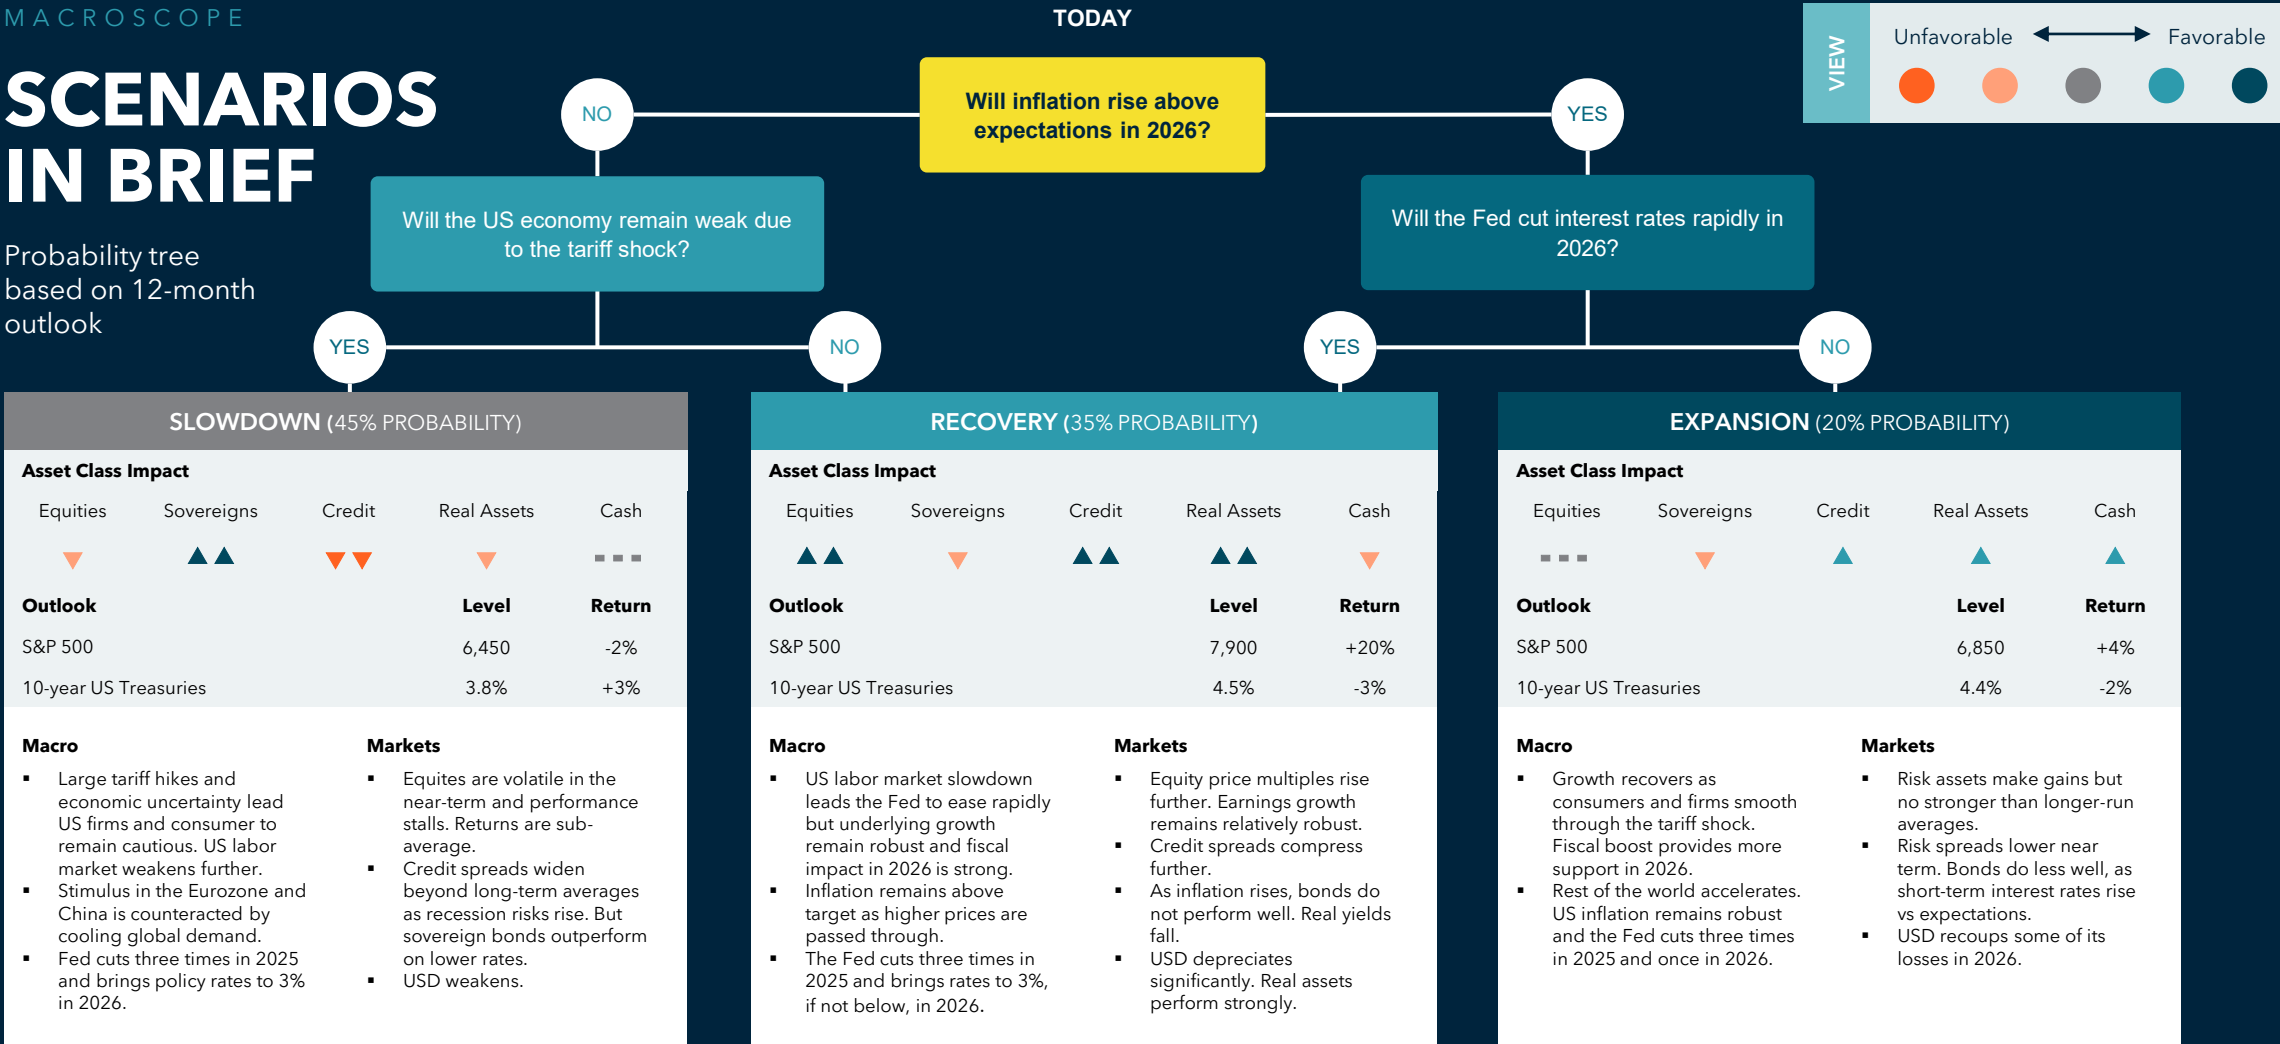 MACROSCOPE
SCENARIOS
IN BRIEF
Probability tree
based on 12-month
outlook
TODAY
Will inflation rise above
expectations in 2026?
VIEW
Unfavorable
Favorable
NO
YES
Will the US economy remain weak due
to the tariff shock?
Will the Fed cut interest rates rapidly in
2026?
YES
NO
YES
NO
SLOWDOWN (45% PROBABILITY)
Asset Class Impact
Equities Sovereigns Credit Real Assets Cash
Outlook Level Return
S&P 500 6,450 -2%
10-year US Treasuries 3.8% +3%
Macro
▪ Large tariff hikes and
economic uncertainty lead
US firms and consumer to
remain cautious. US labor
market weakens further.
▪ Stimulus in the Eurozone and
China is counteracted by
cooling global demand.
▪ Fed cuts three times in 2025
and brings policy rates to 3%
in 2026.
Markets
▪ Equites are volatile in the
near-term and performance
stalls. Returns are sub-
average.
▪ Credit spreads widen
beyond long-term averages
as recession risks rise. But
sovereign bonds outperform
on lower rates.
▪ USD weakens.
RECOVERY (35% PROBABILITY)
Asset Class Impact
Equities Sovereigns Credit Real Assets Cash
Outlook Level Return
S&P 500 7,900 +20%
10-year US Treasuries 4.5% -3%
Macro
▪ US labor market slowdown
leads the Fed to ease rapidly
but underlying growth
remain robust and fiscal
impact in 2026 is strong.
▪ Inflation remains above
target as higher prices are
passed through.
▪ The Fed cuts three times in
2025 and brings rates to 3%,
if not below, in 2026.
Markets
▪ Equity price multiples rise
further. Earnings growth
remains relatively robust.
▪ Credit spreads compress
further.
▪ As inflation rises, bonds do
not perform well. Real yields
fall.
▪ USD depreciates
significantly. Real assets
perform strongly.
EXPANSION (20% PROBABILITY)
Asset Class Impact
Equities Sovereigns Credit Real Assets Cash
Outlook Level Return
S&P 500 6,850 +4%
10-year US Treasuries 4.4% -2%
Macro
▪ Growth recovers as
consumers and firms smooth
through the tariff shock.
Fiscal boost provides more
support in 2026.
▪ Rest of the world accelerates.
US inflation remains robust
and the Fed cuts three times
in 2025 and once in 2026.
Markets
▪ Risk assets make gains but
no stronger than longer-run
averages.
▪ Risk spreads lower near
term. Bonds do less well, as
short-term interest rates rise
vs expectations.
▪ USD recoups some of its
losses in 2026.